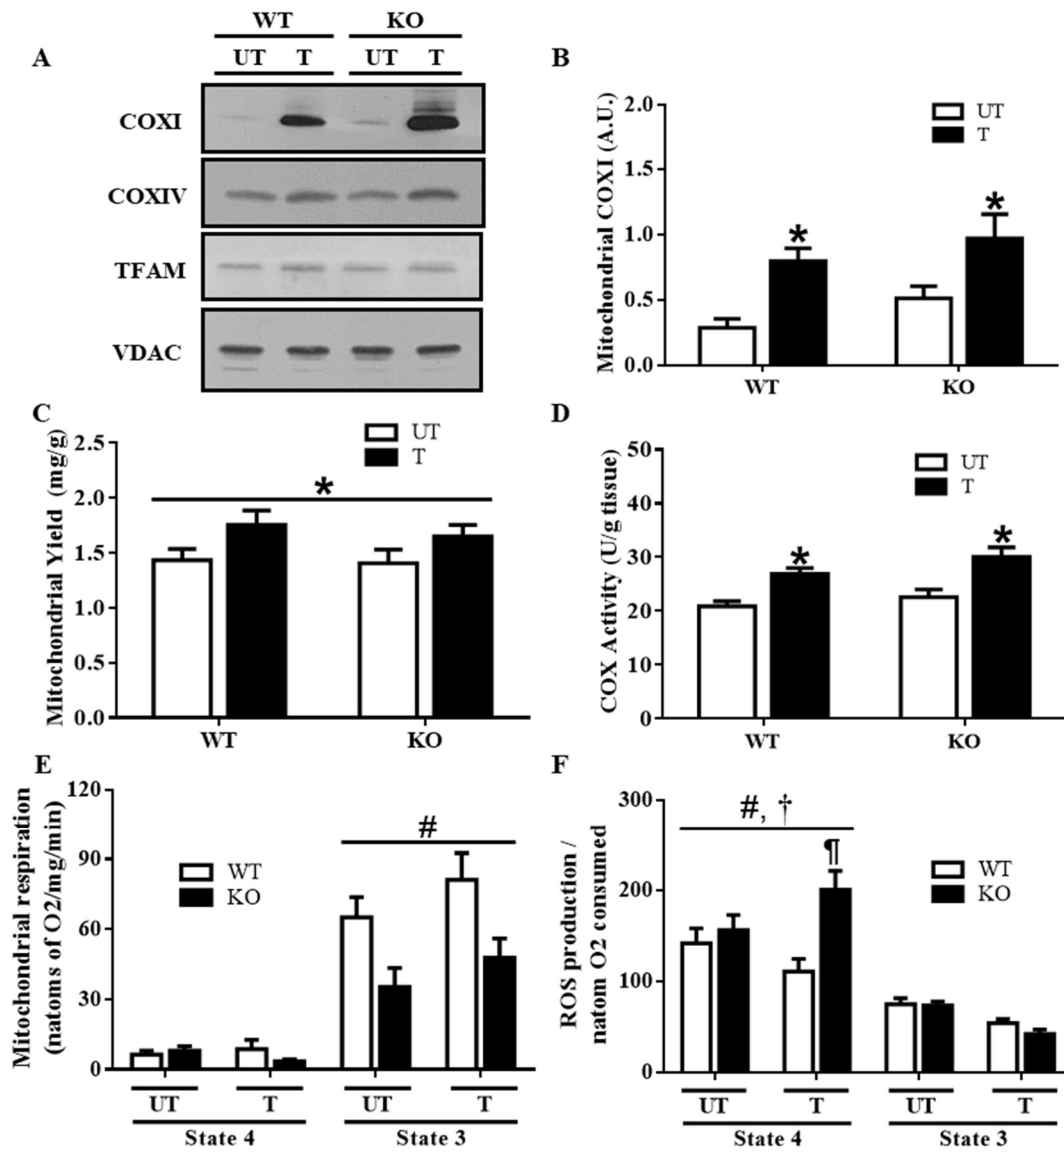 A
WT KO
UT T UT T
COXI
COXIV
TFAM
VDAC
B
Mitochondrial COXI (A.U.)
2.0
1.5
1.0
0.5
0.0
UT
T
* *
WT KO
C
Mitochondrial Yield (mg/g)
2.5
2.0
1.5
1.0
0.5
0.0
UT
T
*
WT KO
D
COX Activity (U/g tissue)
50
40
30
20
10
0
UT
T
* *
WT KO
E
Mitochondrial respiration
(natoms of O2/mg/min)
120
90
60
30
0
WT
KO
#
UT T UT T
State 4 State 3
F
ROS production /
natom O2 consumed
300
200
100
0
#, †
¶
WT
KO
UT T UT T
State 4 State 3